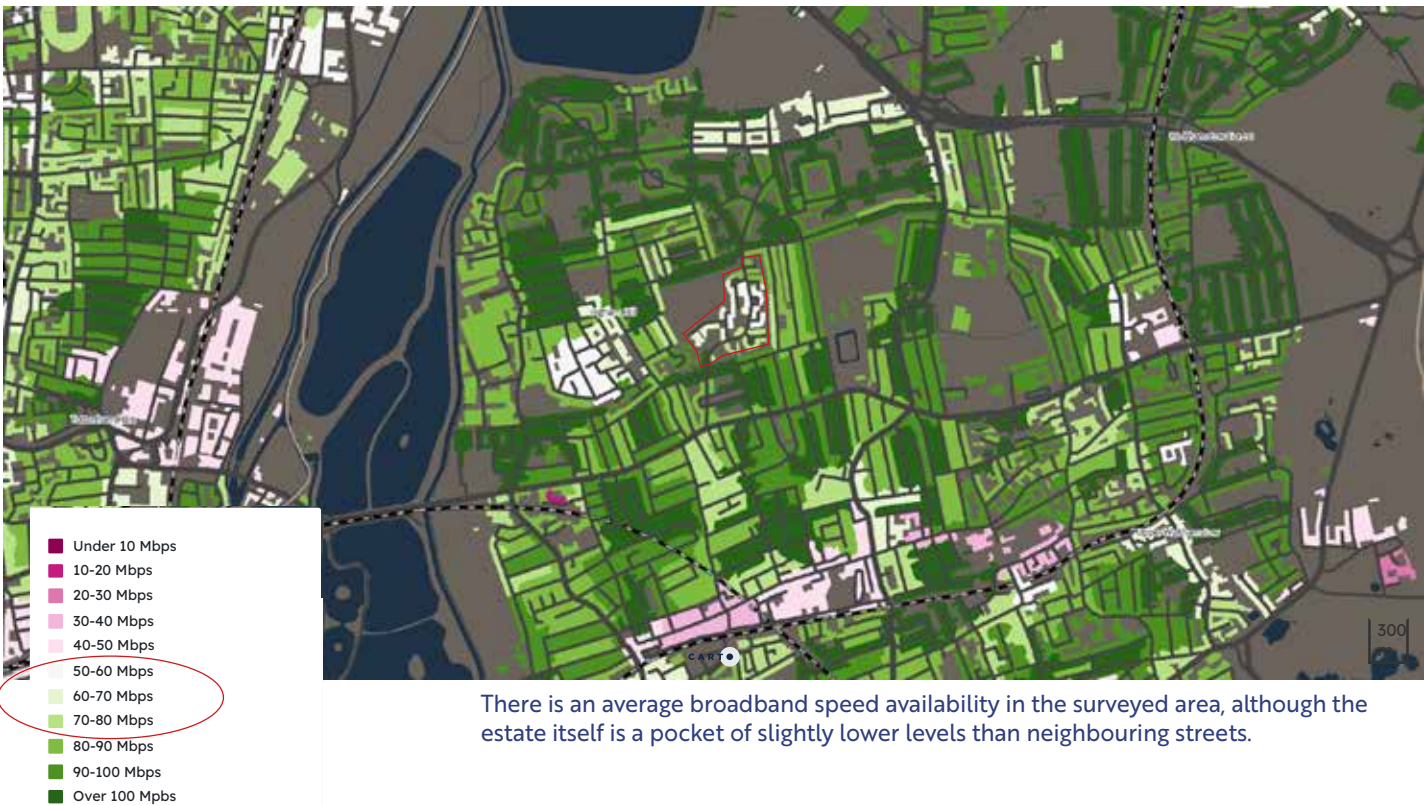 CARTO
300
Under 10 Mbps
10-20 Mbps
20-30 Mbps
30-40 Mbps
40-50 Mbps
50-60 Mbps
60-70 Mbps
70-80 Mbps
80-90 Mbps
90-100 Mbps
Over 100 Mpbs
There is an average broadband speed availability in the surveyed area, although the
estate itself is a pocket of slightly lower levels than neighbouring streets.